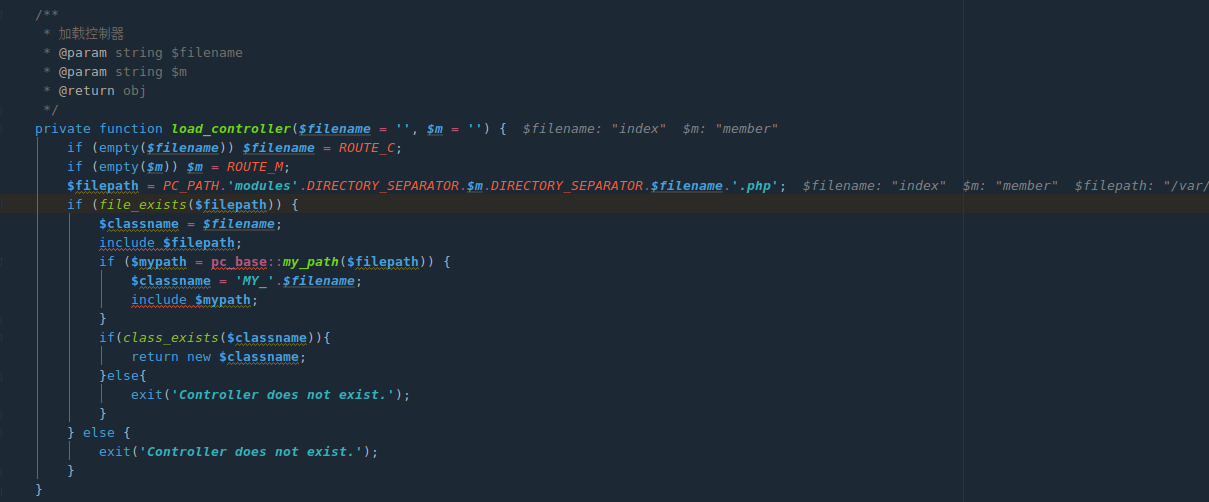 /**
 * 加载控制器
 * @param string $filename
 * @param string $m
 * @return obj
 */
private function load_controller($filename = '', $m = '') {  $filename: "index"  $m: "member"
    if (empty($filename)) $filename = ROUTE_C;
    if (empty($m)) $m = ROUTE_M;
    $filepath = PC_PATH.'modules'.DIRECTORY_SEPARATOR.$m.DIRECTORY_SEPARATOR.$filename.'.php';  $filename: "index"  $m: "member"  $filepath: "/var/
    if (file_exists($filepath)) {
        $classname = $filename;
        include $filepath;
        if ($mypath = pc_base::my_path($filepath)) {
            $classname = 'MY_'.$filename;
            include $mypath;
        }
        if(class_exists($classname)){
            return new $classname;
        }else{
            exit('Controller does not exist.');
        }
    } else {
        exit('Controller does not exist.');
    }
}